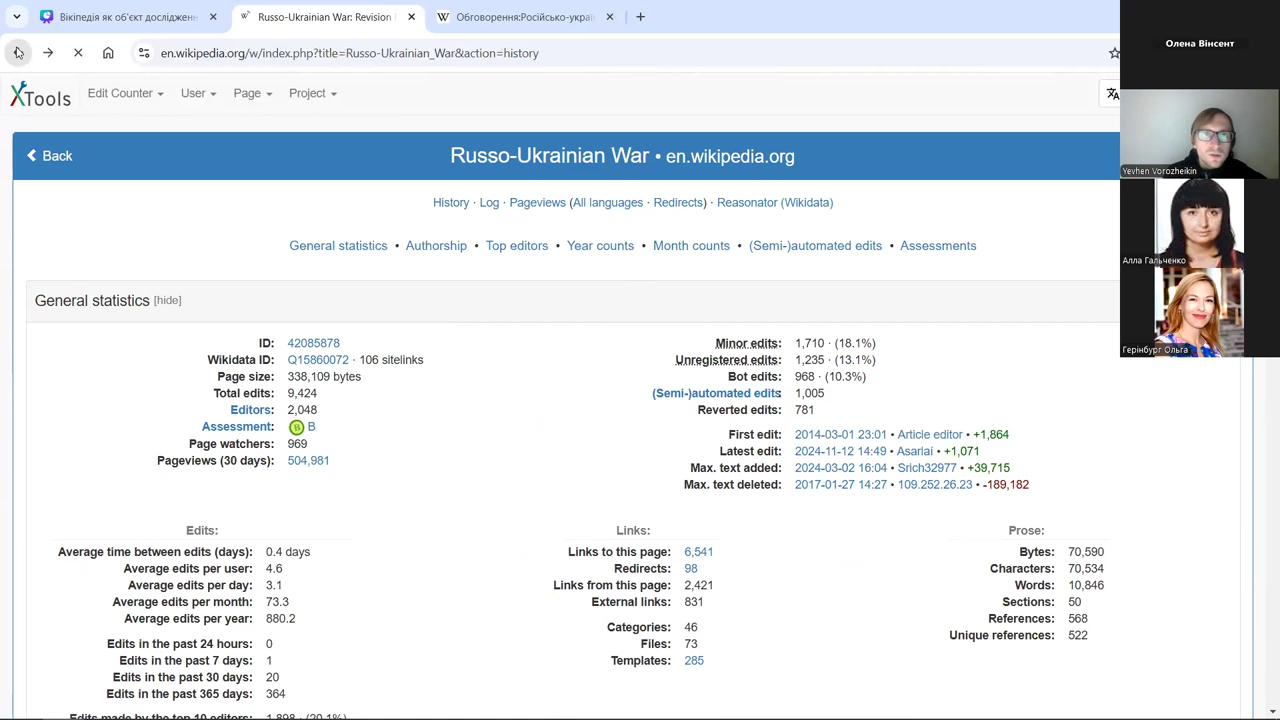 Вікіпедія як об'єкт дослідженн
Russo-Ukrainian War: Revision
Обговорення:Російсько-украї
en.wikipedia.org/w/index.php?title=Russo-Ukrainian_War&action=history
XTools
Edit Counter
User
Page
Project
Back
Russo-Ukrainian War • en.wikipedia.org
History · Log · Pageviews (All languages · Redirects) · Reasonator (Wikidata)
General statistics • Authorship • Top editors • Year counts • Month counts • (Semi-)automated edits • Assessments
General statistics [hide]
ID: 42085878
Wikidata ID: Q15860072 · 106 sitelinks
Page size: 338,109 bytes
Total edits: 9,424
Editors: 2,048
Assessment: B
Page watchers: 969
Pageviews (30 days): 504,981
Minor edits: 1,710 · (18.1%)
Unregistered edits: 1,235 · (13.1%)
Bot edits: 968 · (10.3%)
(Semi-)automated edits: 1,005
Reverted edits: 781
First edit: 2014-03-01 23:01 • Article editor • +1,864
Latest edit: 2024-11-12 14:49 • Asarlaí • +1,071
Max. text added: 2024-03-02 16:04 • Srich32977 • +39,715
Max. text deleted: 2017-01-27 14:27 • 109.252.26.23 • -189,182
Edits:
Average time between edits (days): 0.4 days
Average edits per user: 4.6
Average edits per day: 3.1
Average edits per month: 73.3
Average edits per year: 880.2
Edits in the past 24 hours: 0
Edits in the past 7 days: 1
Edits in the past 30 days: 20
Edits in the past 365 days: 364
Edits made by the top 10 editors: 1,898 · (20.1%)
Links:
Links to this page: 6,541
Redirects: 98
Links from this page: 2,421
External links: 831
Categories: 46
Files: 73
Templates: 285
Prose:
Bytes: 70,590
Characters: 70,534
Words: 10,846
Sections: 50
References: 568
Unique references: 522
Олена Вінсент
Yevhen Vorozheikin
Алла Гальченко
Герінбург Ольга